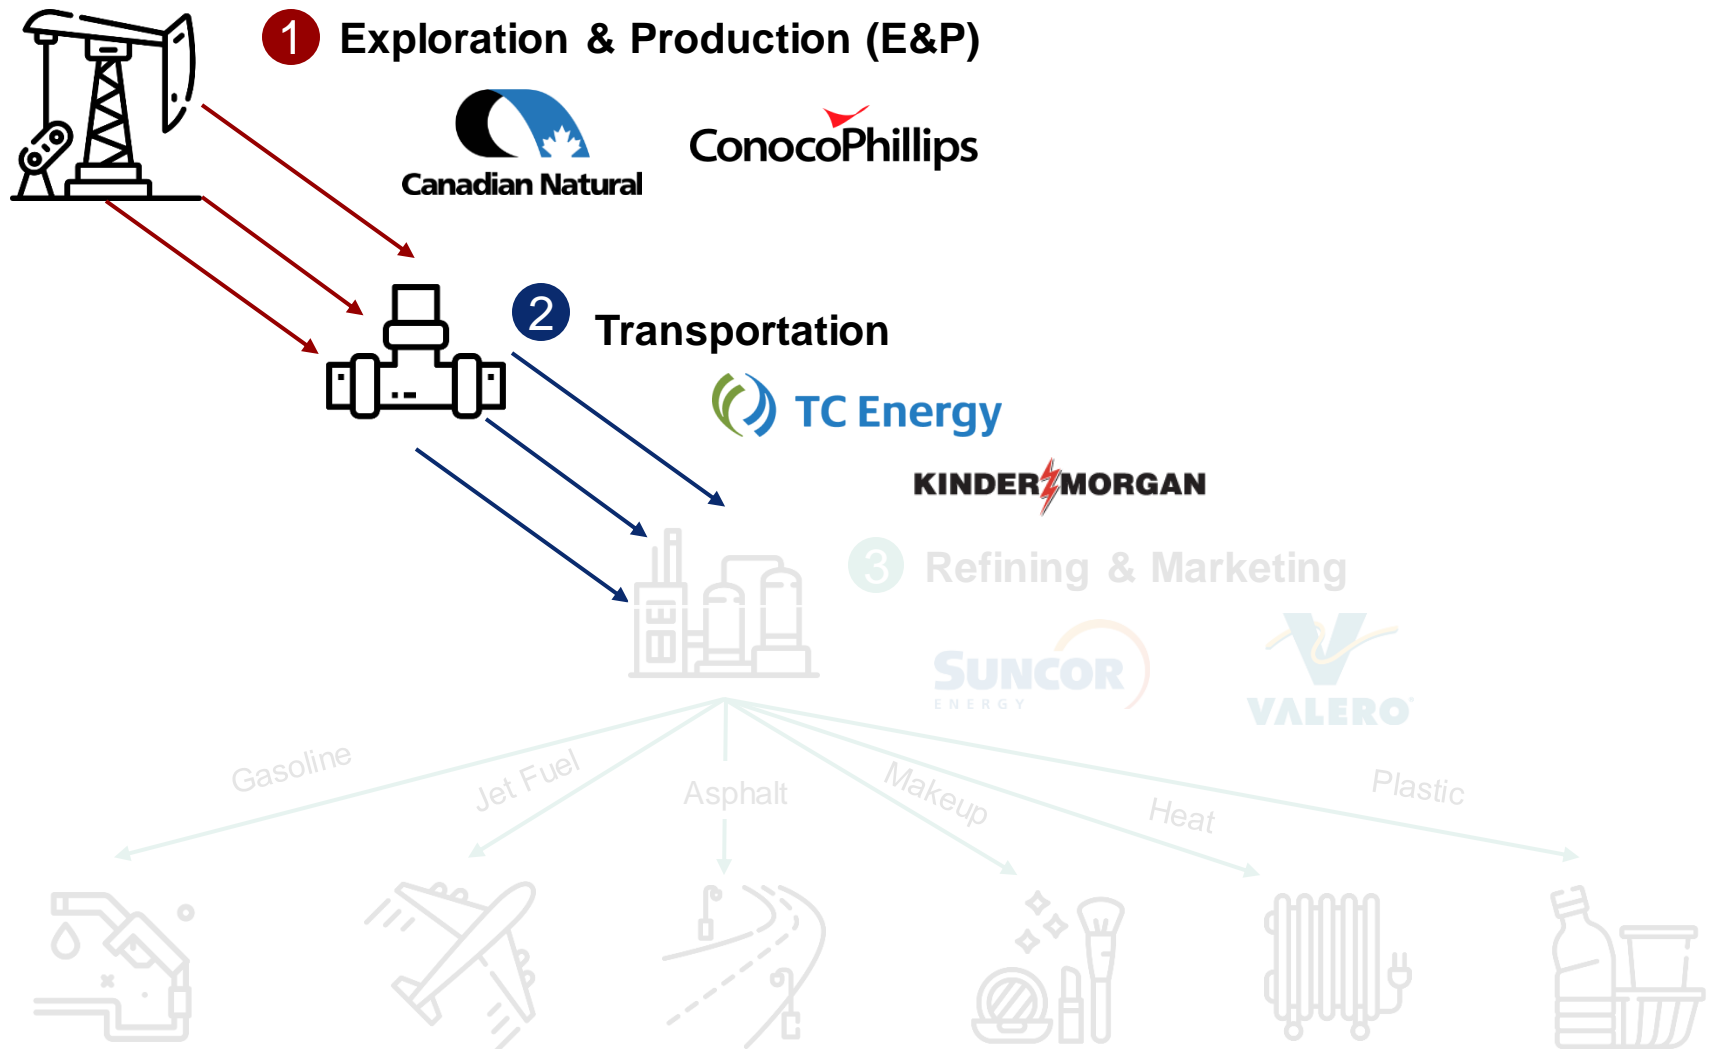 1 Exploration & Production (E&P)
Canadian Natural
ConocoPhillips
2 Transportation
TC Energy
KINDER MORGAN
3 Refining & Marketing
SUNCOR
ENERGY
VALERO
Gasoline
Jet Fuel
Asphalt
Makeup
Heat
Plastic